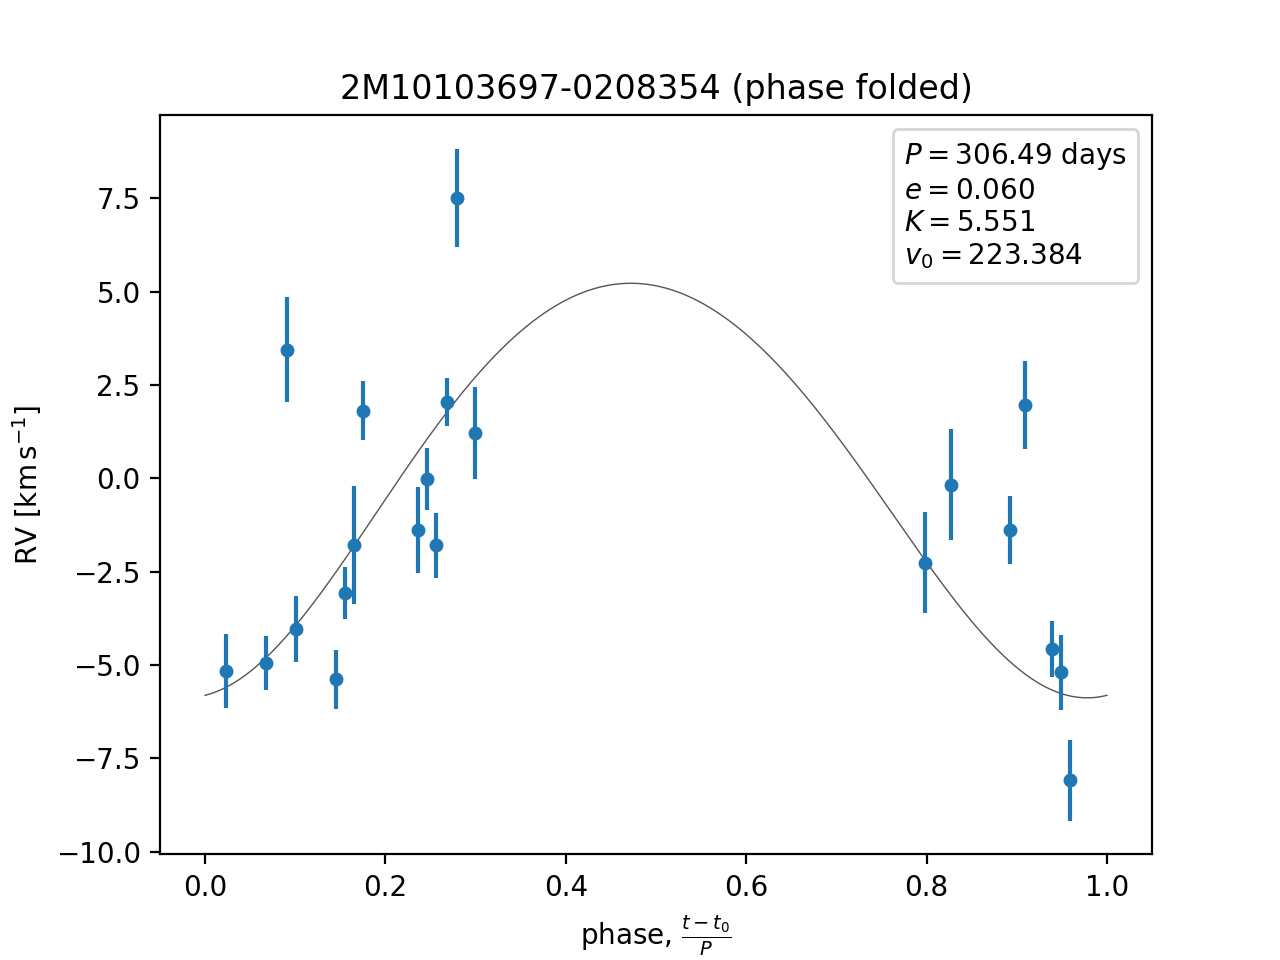 2M10103697-0208354 (phase folded)
P = 306.49 days
e = 0.060
K = 5.551
v₀ = 223.384
RV [km s⁻¹]
7.5
5.0
2.5
0.0
−2.5
−5.0
−7.5
−10.0
0.0 0.2 0.4 0.6 0.8 1.0
phase, (t − t₀)/P